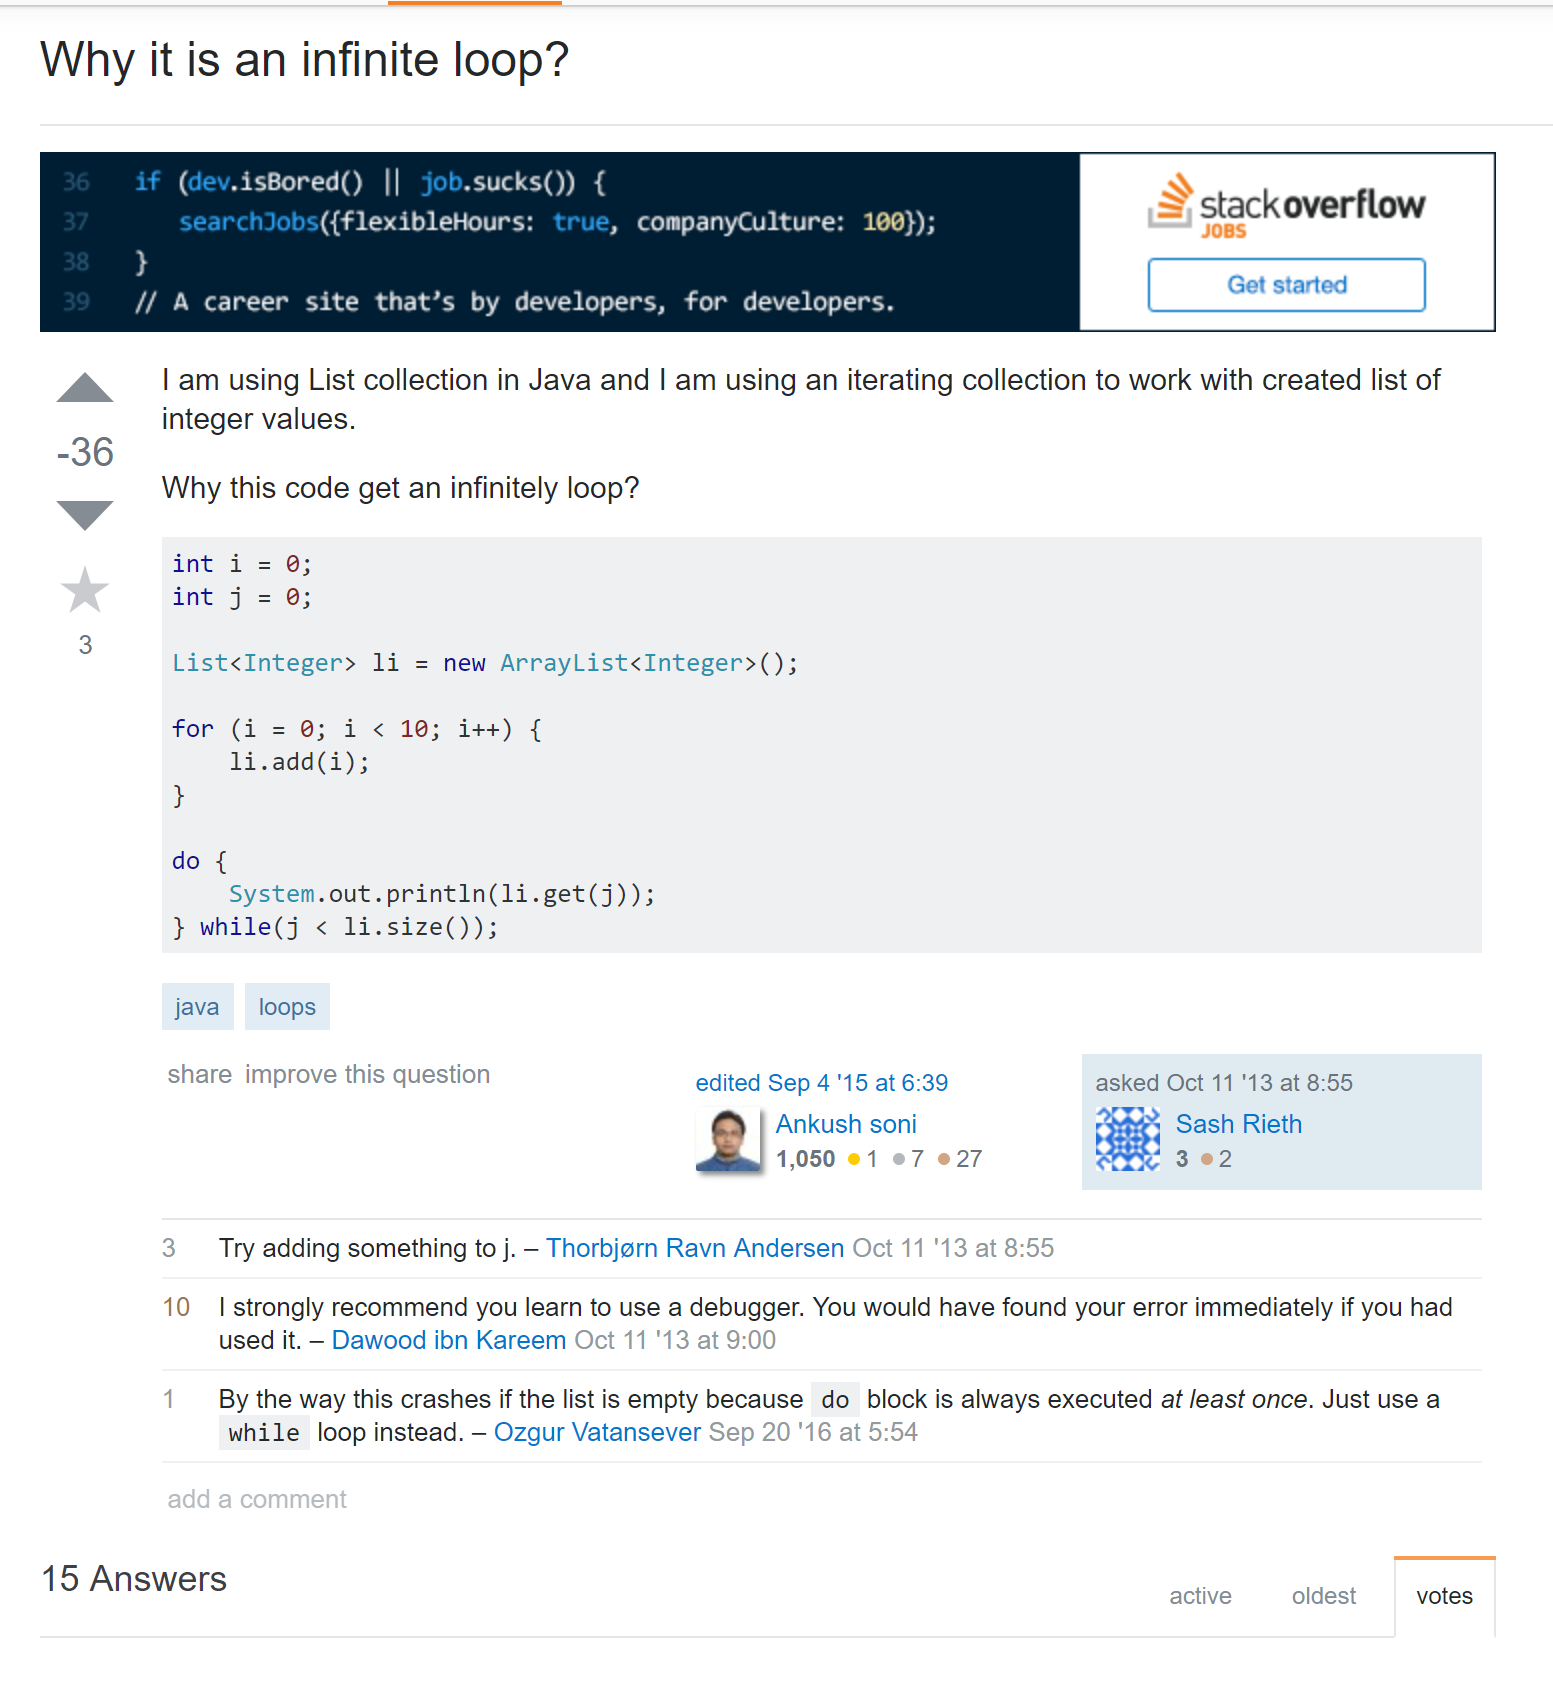 Why it is an infinite loop?
36 if (dev.isBored() || job.sucks()) {
37 searchJobs({flexibleHours: true, companyCulture: 100});
38 }
39 // A career site that's by developers, for developers.
stackoverflow
JOBS
Get started
I am using List collection in Java and I am using an iterating collection to work with created list of
integer values.
-36
Why this code get an infinitely loop?
3
int i = 0;
int j = 0;
List<Integer> li = new ArrayList<Integer>();
for (i = 0; i < 10; i++) {
    li.add(i);
}
do {
    System.out.println(li.get(j));
} while(j < li.size());
java loops
share improve this question
edited Sep 4 '15 at 6:39
Ankush soni
1,050 1 7 27
asked Oct 11 '13 at 8:55
Sash Rieth
3 2
3 Try adding something to j. – Thorbjørn Ravn Andersen Oct 11 '13 at 8:55
10 I strongly recommend you learn to use a debugger. You would have found your error immediately if you had
used it. – Dawood ibn Kareem Oct 11 '13 at 9:00
1 By the way this crashes if the list is empty because do block is always executed at least once. Just use a
while loop instead. – Ozgur Vatansever Sep 20 '16 at 5:54
add a comment
15 Answers
active oldest votes